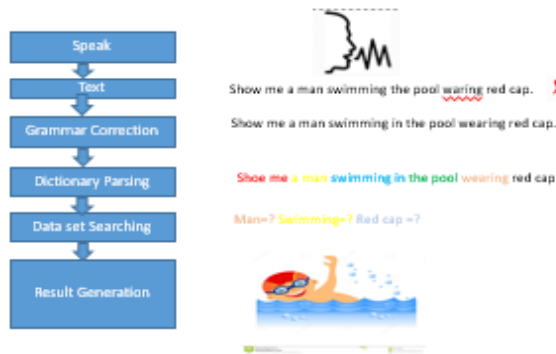 Speak
Text
Grammar Correction
Dictionary Parsing
Data set Searching
Result Generation
Show me a man swimming the pool waring red cap.
Show me a man swimming in the pool wearing red cap.
Shoe me a man swimming in the pool wearing red cap
Man=? Swimming=? Red cap =?